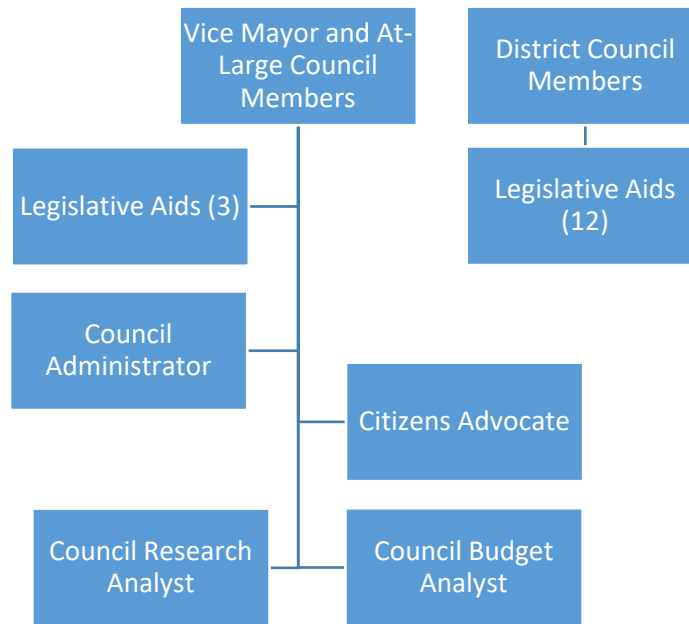 Vice Mayor and At-
Large Council
Members
District Council
Members
Legislative Aids (3)
Legislative Aids
(12)
Council
Administrator
Citizens Advocate
Council Research
Analyst
Council Budget
Analyst